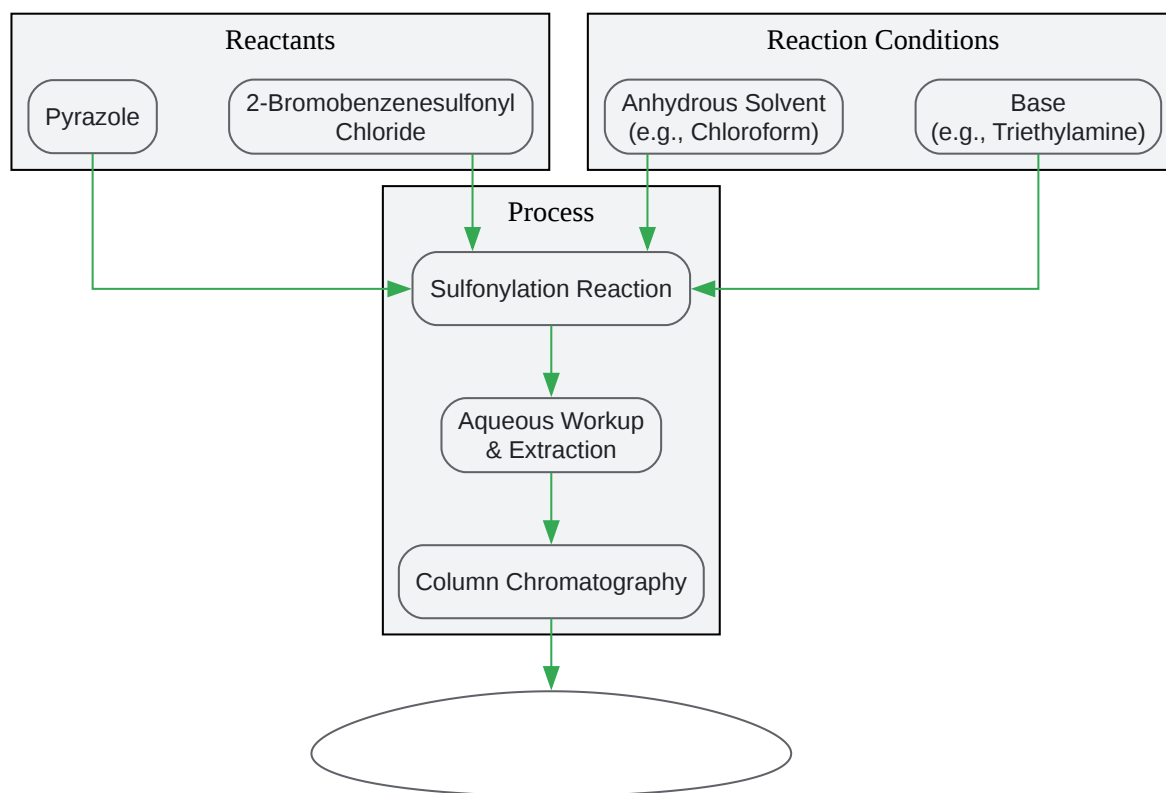 Reactants
Reaction Conditions
Pyrazole
2-Bromobenzenesulfonyl
Chloride
Anhydrous Solvent
(e.g., Chloroform)
Base
(e.g., Triethylamine)
Process
Sulfonylation Reaction
Aqueous Workup
& Extraction
Column Chromatography